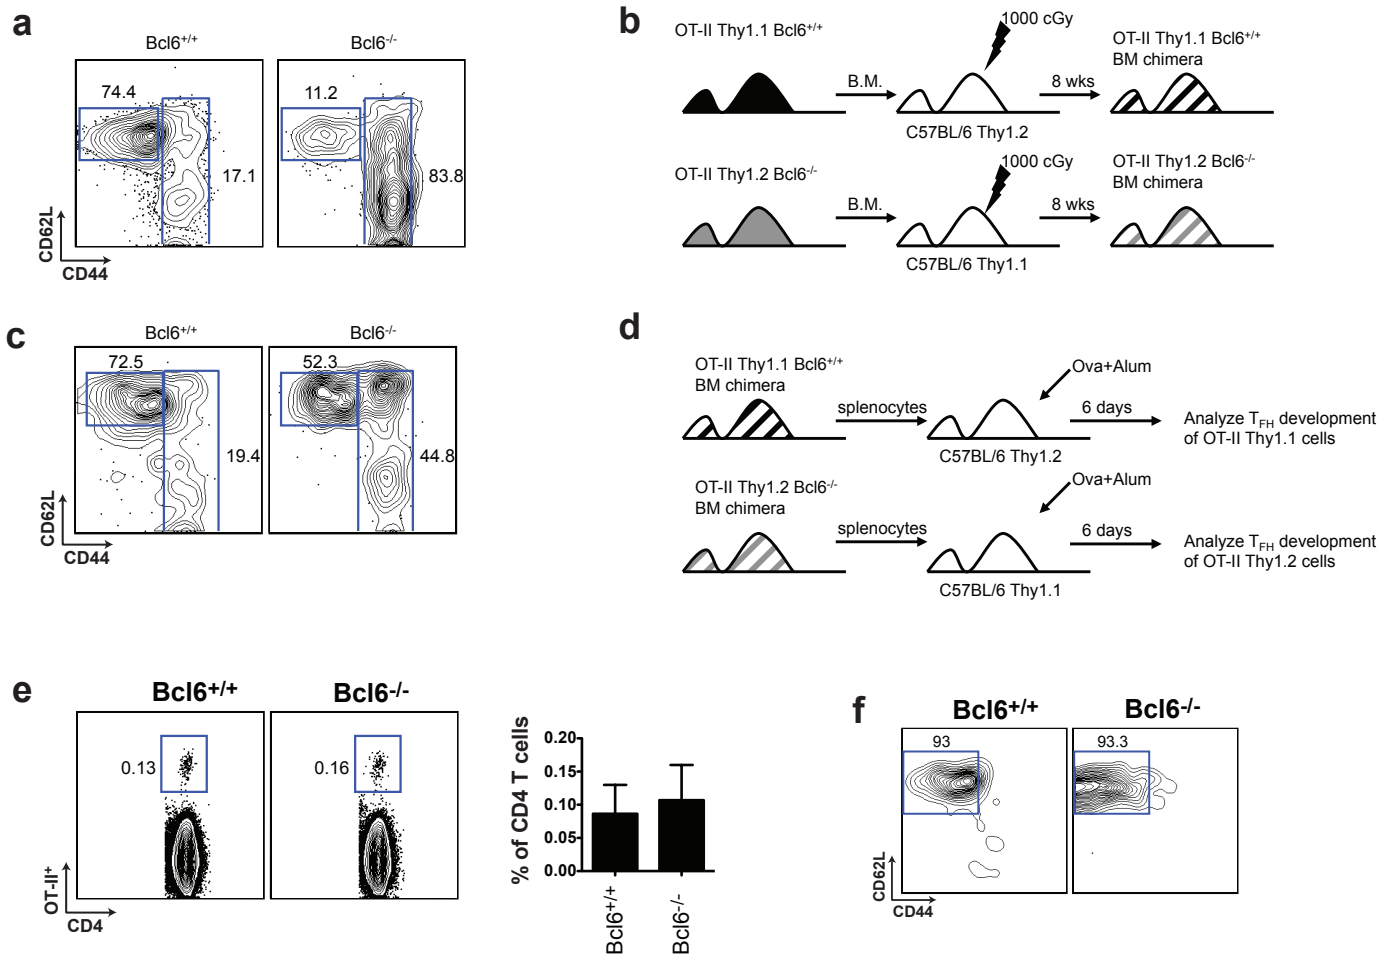 a
Bcl6+/+
Bcl6-/-
74.4
17.1
11.2
83.8
CD62L
CD44
b
OT-II Thy1.1 Bcl6+/+
B.M.
1000 cGy
C57BL/6 Thy1.2
8 wks
OT-II Thy1.1 Bcl6+/+
BM chimera
OT-II Thy1.2 Bcl6-/-
B.M.
1000 cGy
C57BL/6 Thy1.1
8 wks
OT-II Thy1.2 Bcl6-/-
BM chimera
c
Bcl6+/+
Bcl6-/-
72.5
19.4
52.3
44.8
CD62L
CD44
d
OT-II Thy1.1 Bcl6+/+
BM chimera
splenocytes
C57BL/6 Thy1.2
Ova+Alum
6 days
Analyze TFH development
of OT-II Thy1.1 cells
OT-II Thy1.2 Bcl6-/-
BM chimera
splenocytes
C57BL/6 Thy1.1
Ova+Alum
6 days
Analyze TFH development
of OT-II Thy1.2 cells
e
Bcl6+/+
Bcl6-/-
0.13
0.16
OT-II+
CD4
% of CD4 T cells
0.20
0.15
0.10
0.05
0.00
Bcl6+/+
Bcl6-/-
f
Bcl6+/+
Bcl6-/-
93
93.3
CD62L
CD44